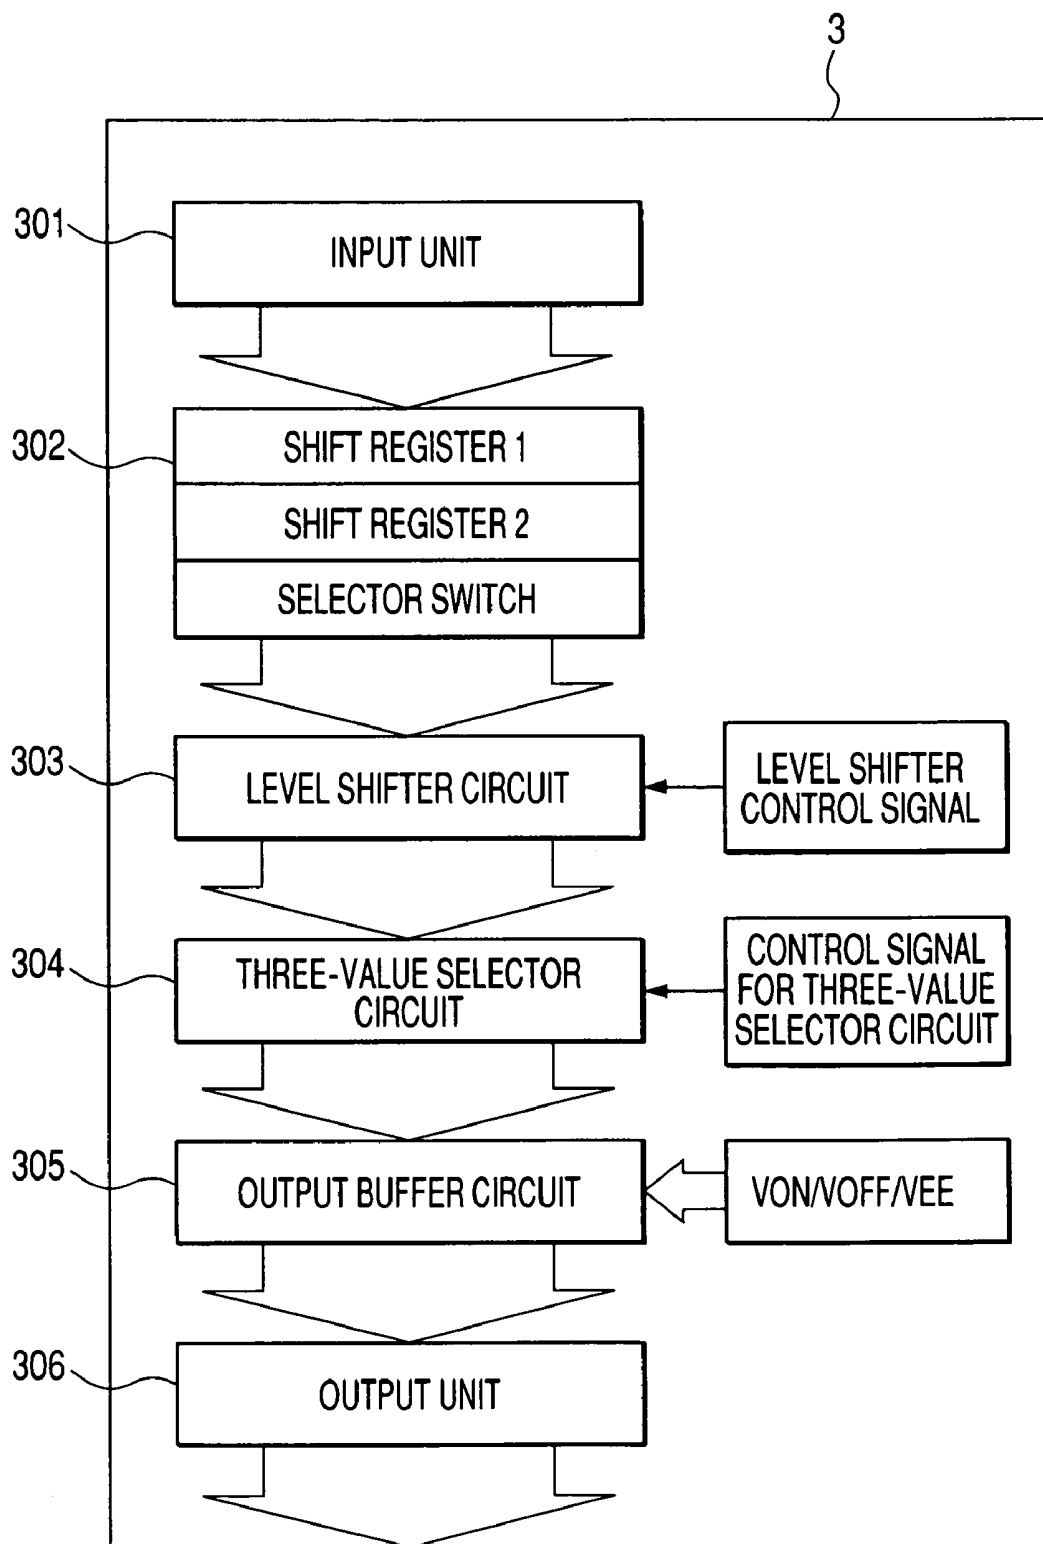 3
301
INPUT UNIT
302
SHIFT REGISTER 1
SHIFT REGISTER 2
SELECTOR SWITCH
303
LEVEL SHIFTER CIRCUIT
LEVEL SHIFTER
CONTROL SIGNAL
304
THREE-VALUE SELECTOR
CIRCUIT
CONTROL SIGNAL
FOR THREE-VALUE
SELECTOR CIRCUIT
305
OUTPUT BUFFER CIRCUIT
VON/VOFF/VEE
306
OUTPUT UNIT